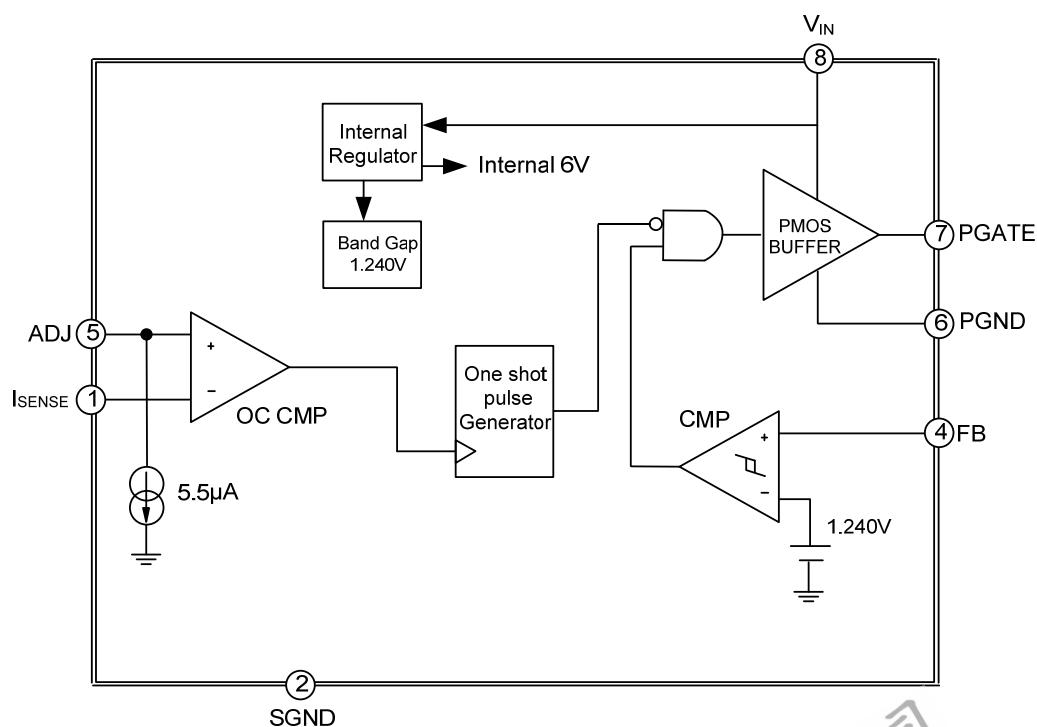 VIN
8
Internal
Regulator
Internal 6V
Band Gap
1.240V
PMOS
BUFFER
7 PGATE
6 PGND
ADJ 5
+
ISENSE 1
−
OC CMP
One shot
pulse
Generator
CMP
+
4 FB
−
5.5µA
1.240V
2
SGND
司